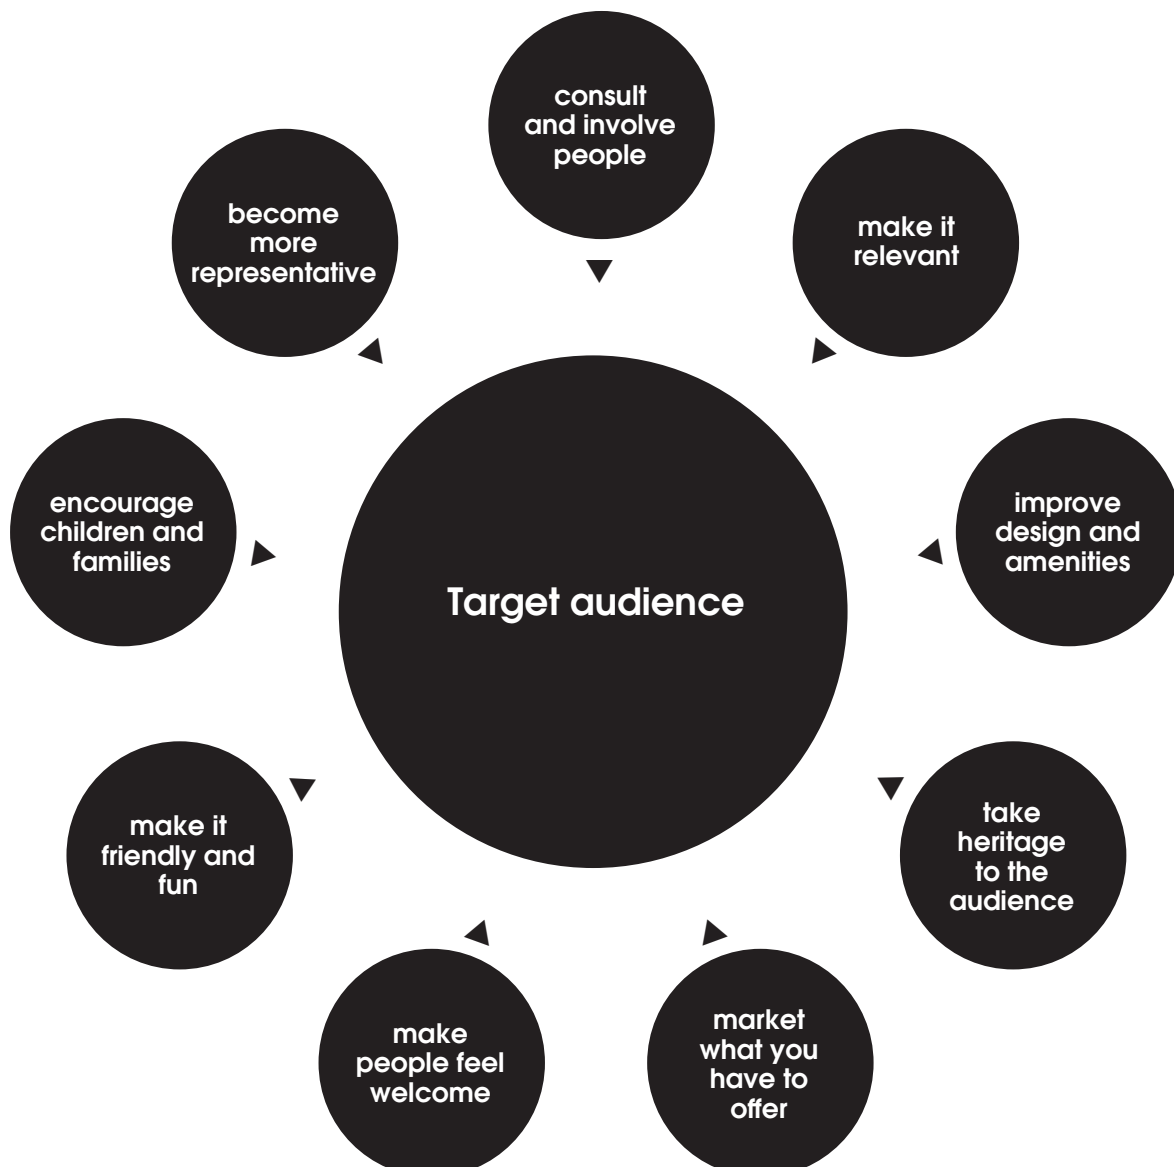 consult
and involve
people
make it
relevant
improve
design and
amenities
take
heritage
to the
audience
market
what you
have to
offer
make
people feel
welcome
make it
friendly and
fun
encourage
children and
families
become
more
representative
Target audience